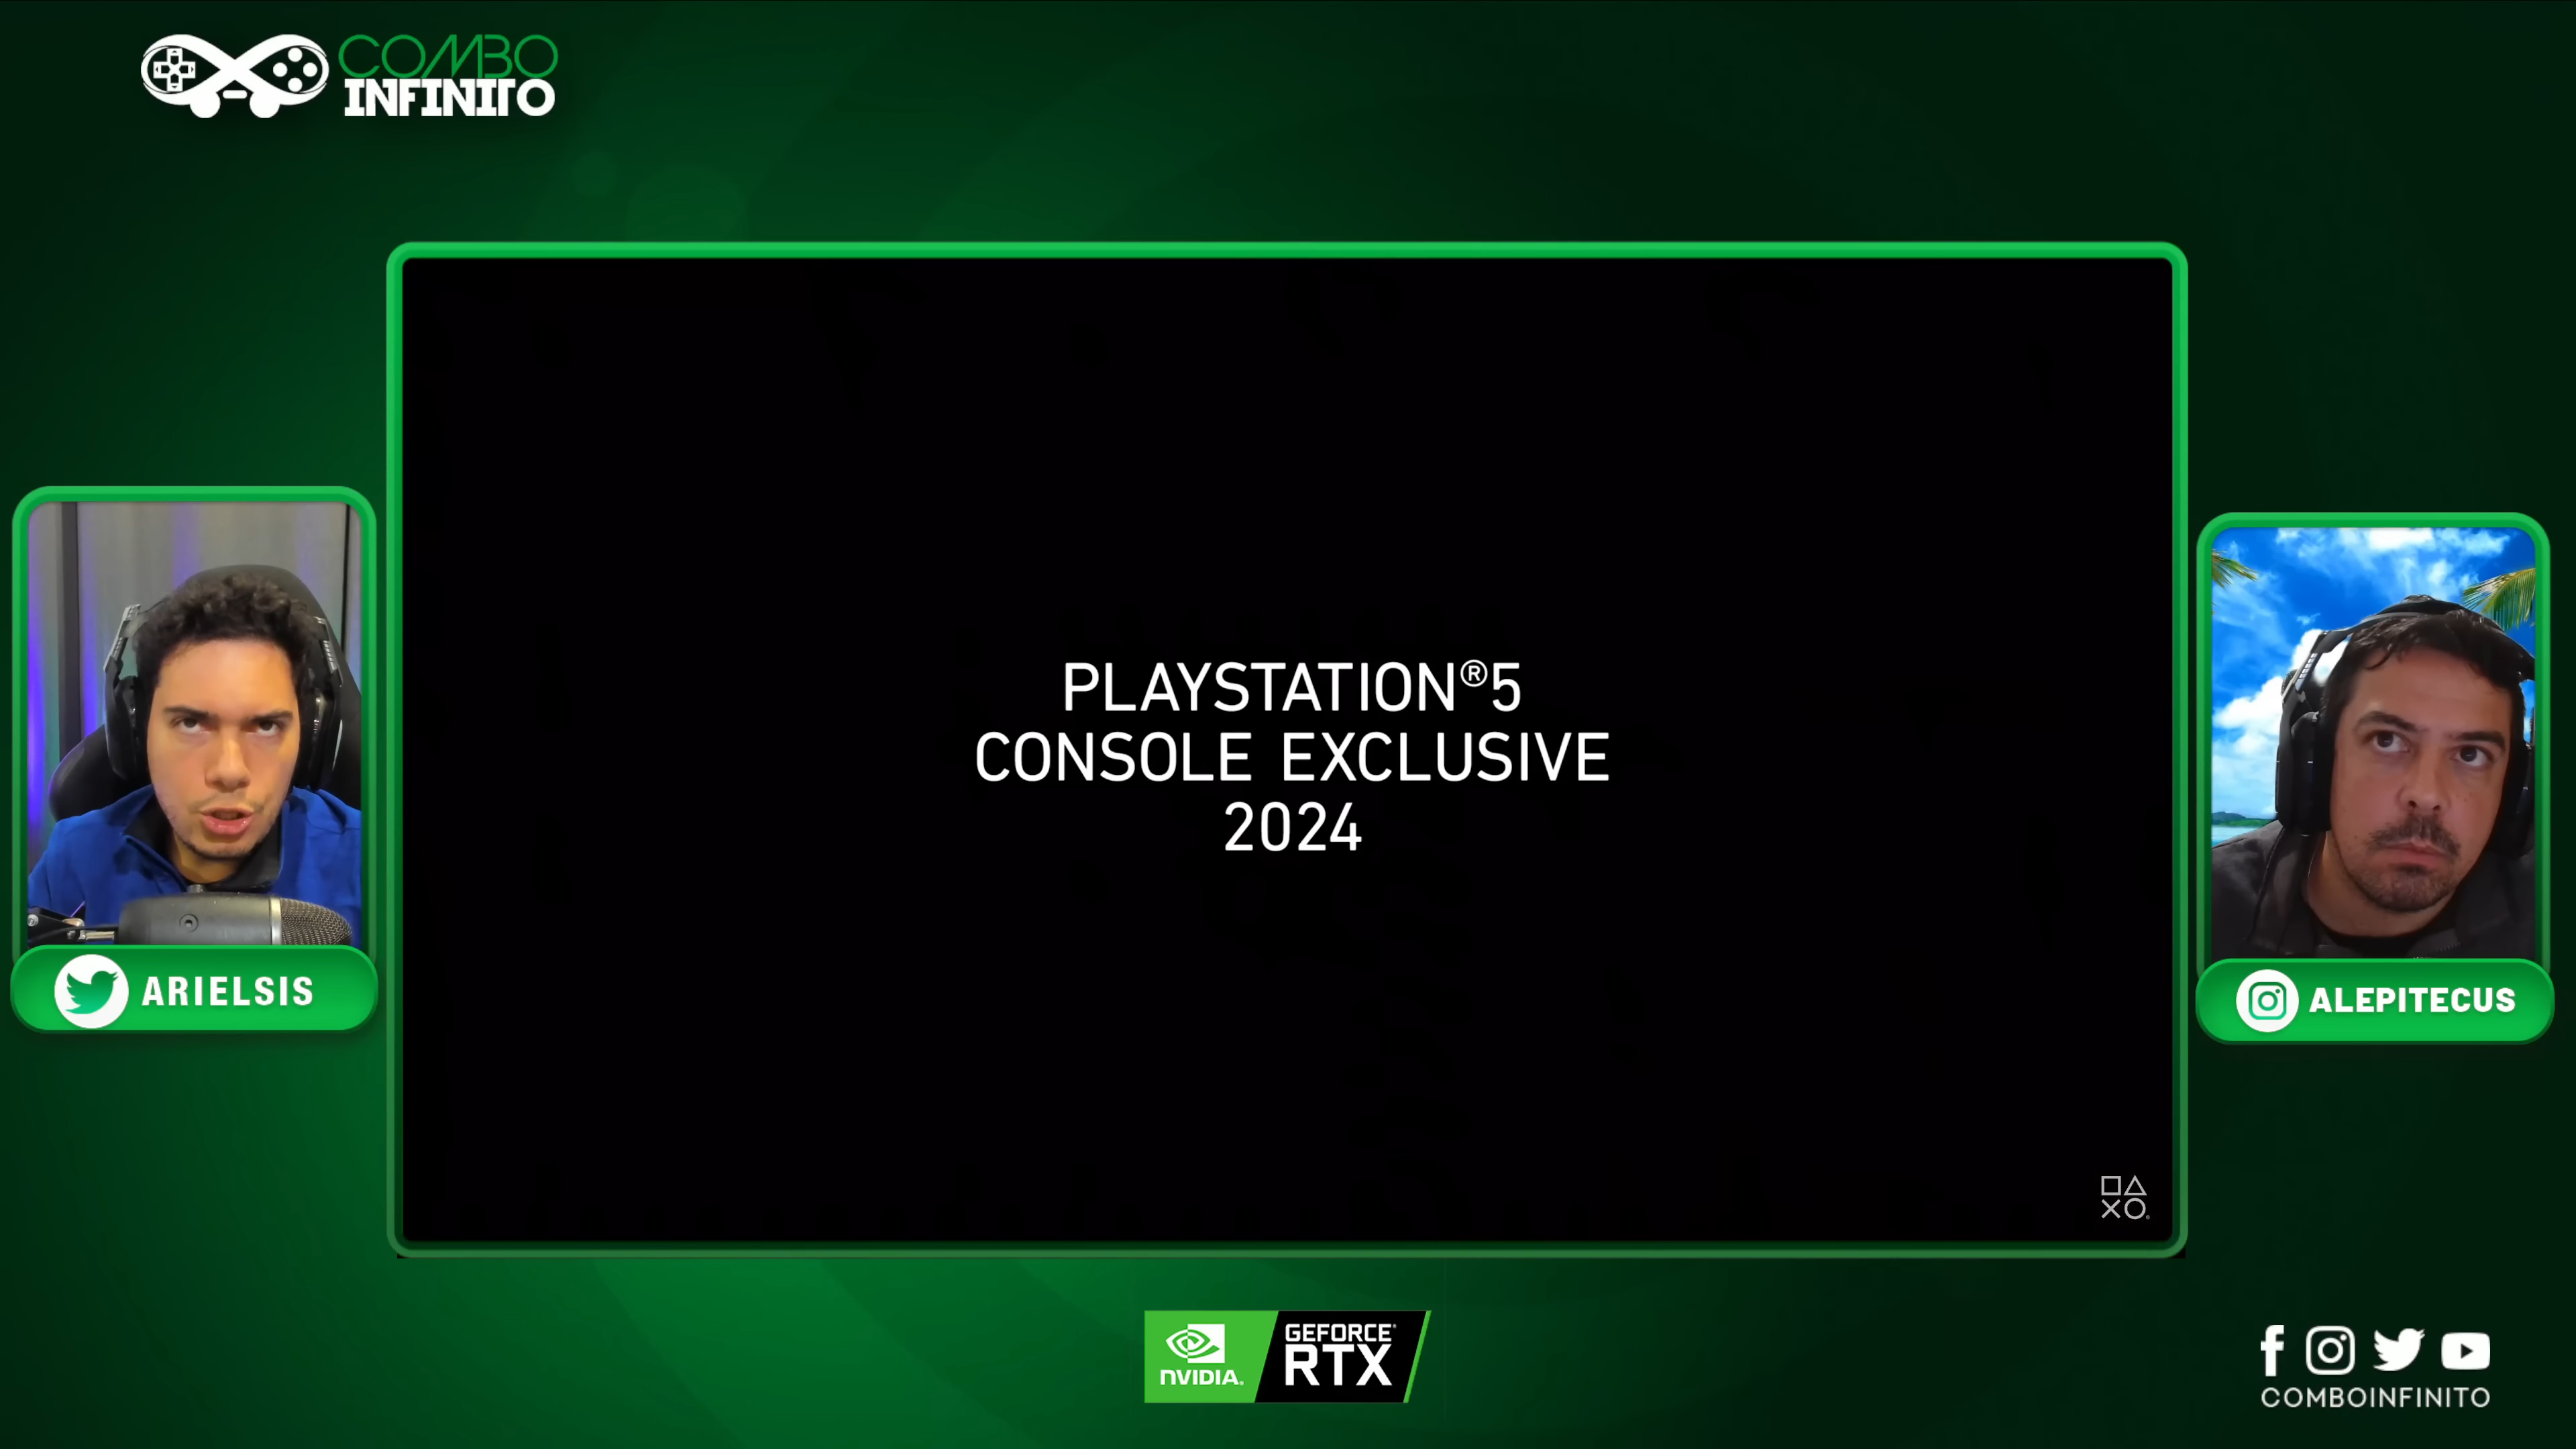 COMBO
INFINITO
PLAYSTATION®5
CONSOLE EXCLUSIVE
2024
ARIELSIS
ALEPITECUS
NVIDIA.
GEFORCE
RTX
COMBOINFINITO